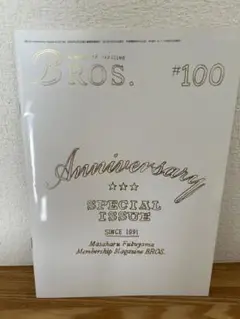 BROS.
#100
Anniversary
SPECIAL
ISSUE
SINCE 1991
Masaharu Fukuyama
Membership Magazine BROS.